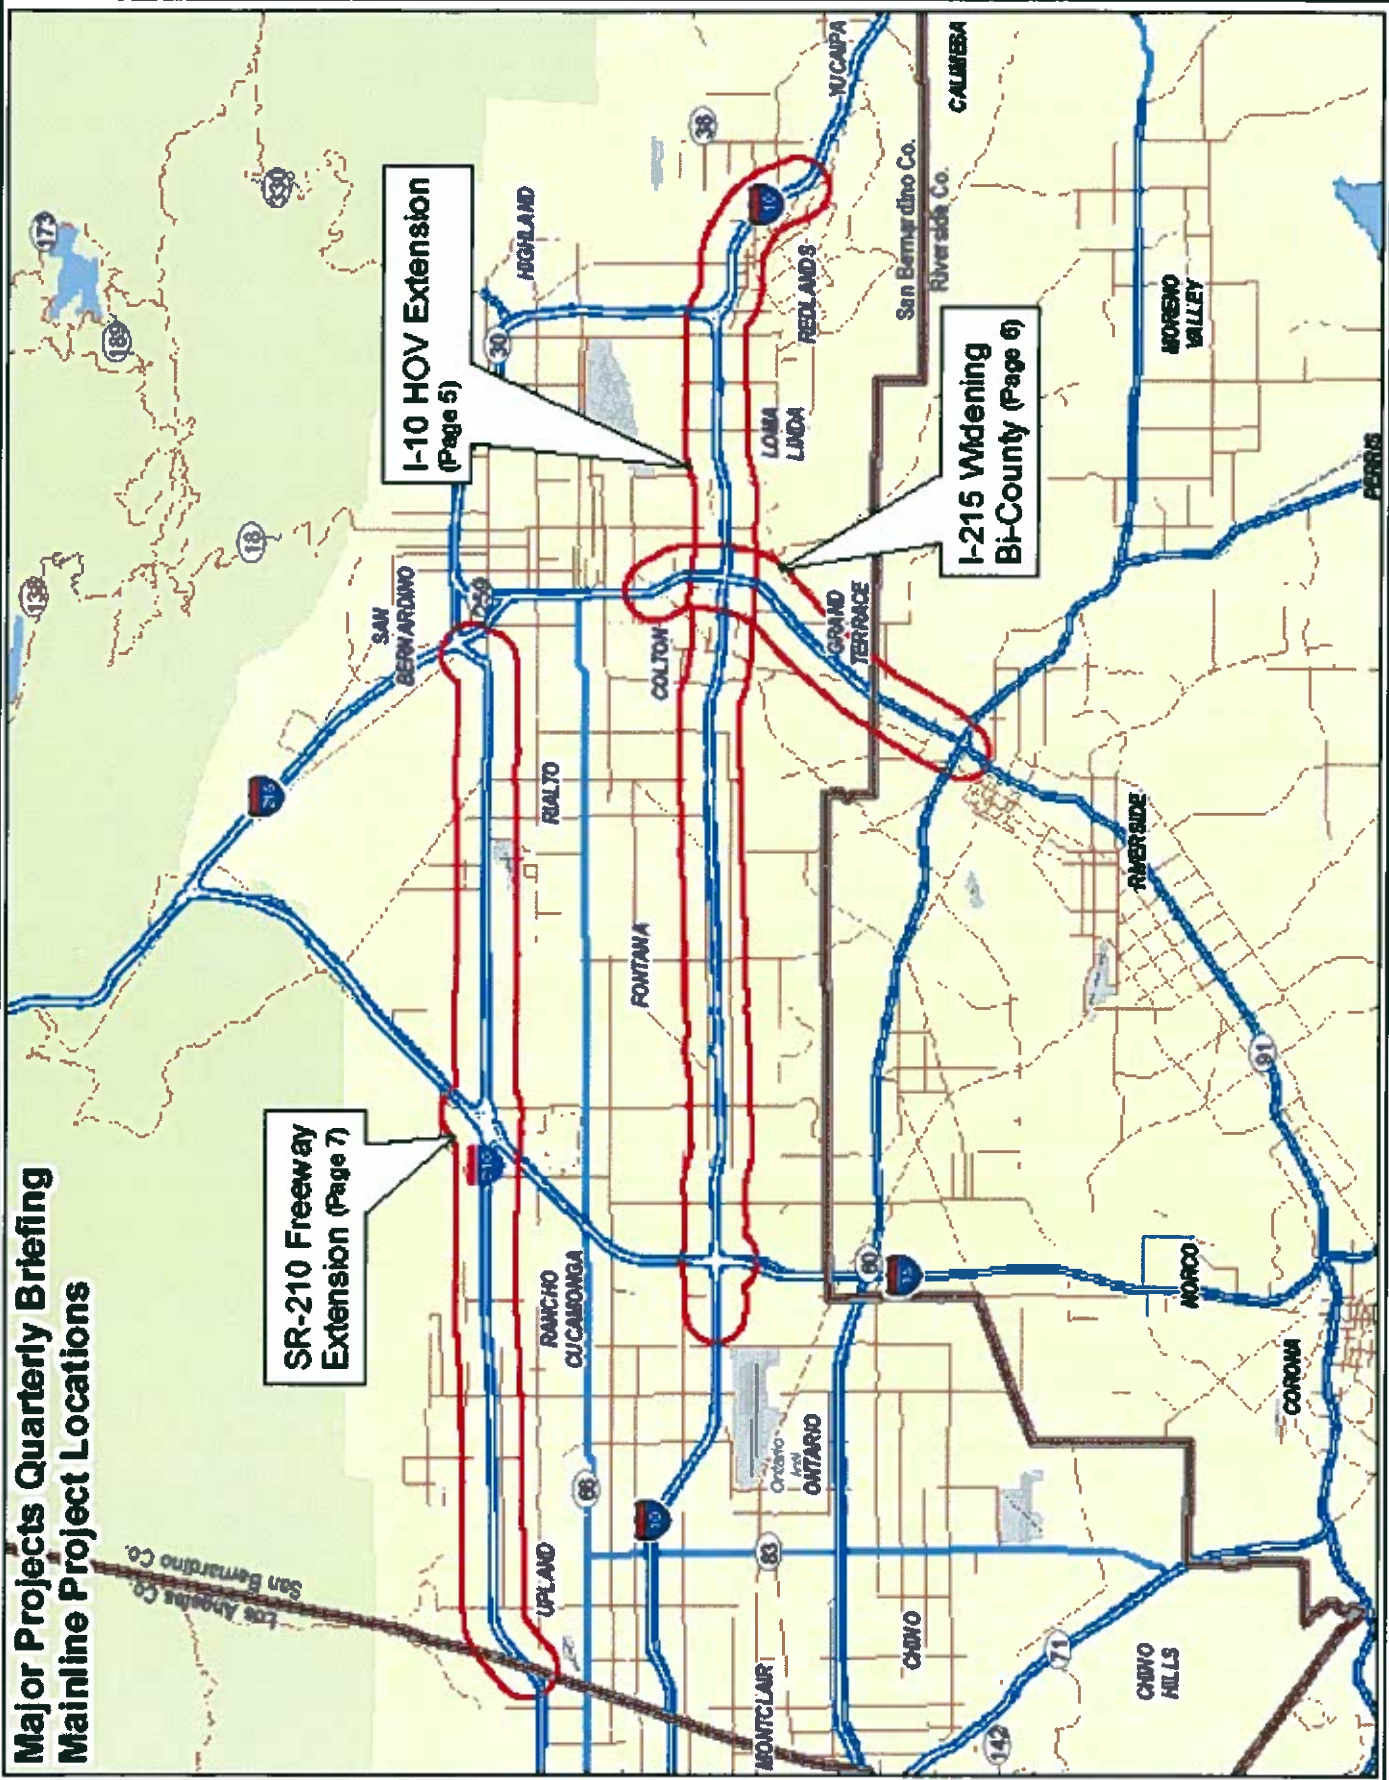 Major Projects Quarterly Briefing
Mainline Project Locations
SR-210 Freeway
Extension (Page 7)
I-10 HOV Extension
(Page 5)
I-215 Widening
Bi-County (Page 6)
Los Angeles Co.
San Bernardino Co.
138
18
189
173
330
215
SAN
BERNARDINO
259
30
HIGHLAND
38
YUCAIPA
10
REDLANDS
LOMA
LINDA
San Bernardino Co.
Riverside Co.
CALIMESA
UPLAND
RANCHO
CUCAMONGA
66
FONTANA
RIALTO
COLTON
GRAND
TERRACE
10
Ontario
Intl
ONTARIO
83
MONTCLAIR
CHINO
CHINO
HILLS
142
71
60
15
NORCO
CORONA
91
RIVERSIDE
MORENO
VALLEY
PERRIS